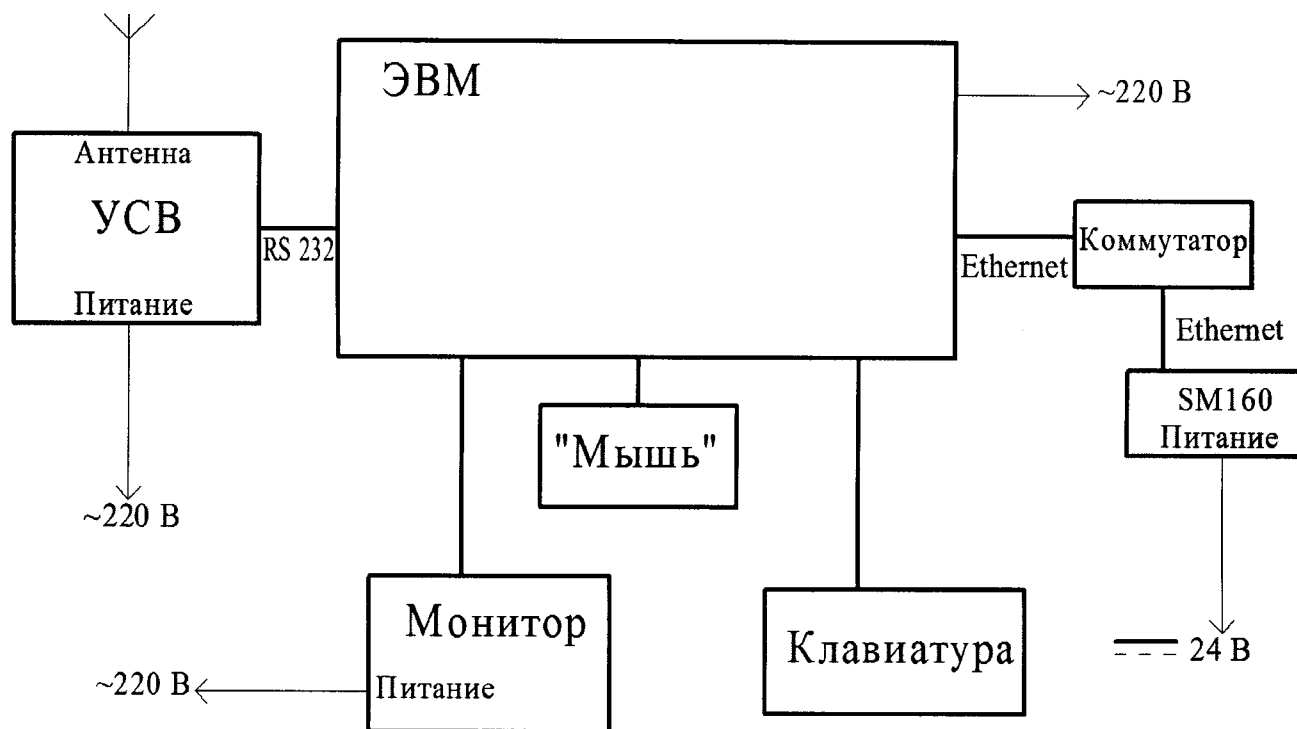 ЭВМ
~220 В
Антенна
УСВ
Питание
RS 232
Коммутатор
Ethernet
Ethernet
SM160
Питание
"Мышь"
~220 В
Монитор
Питание
~220 В
Клавиатура
24 В